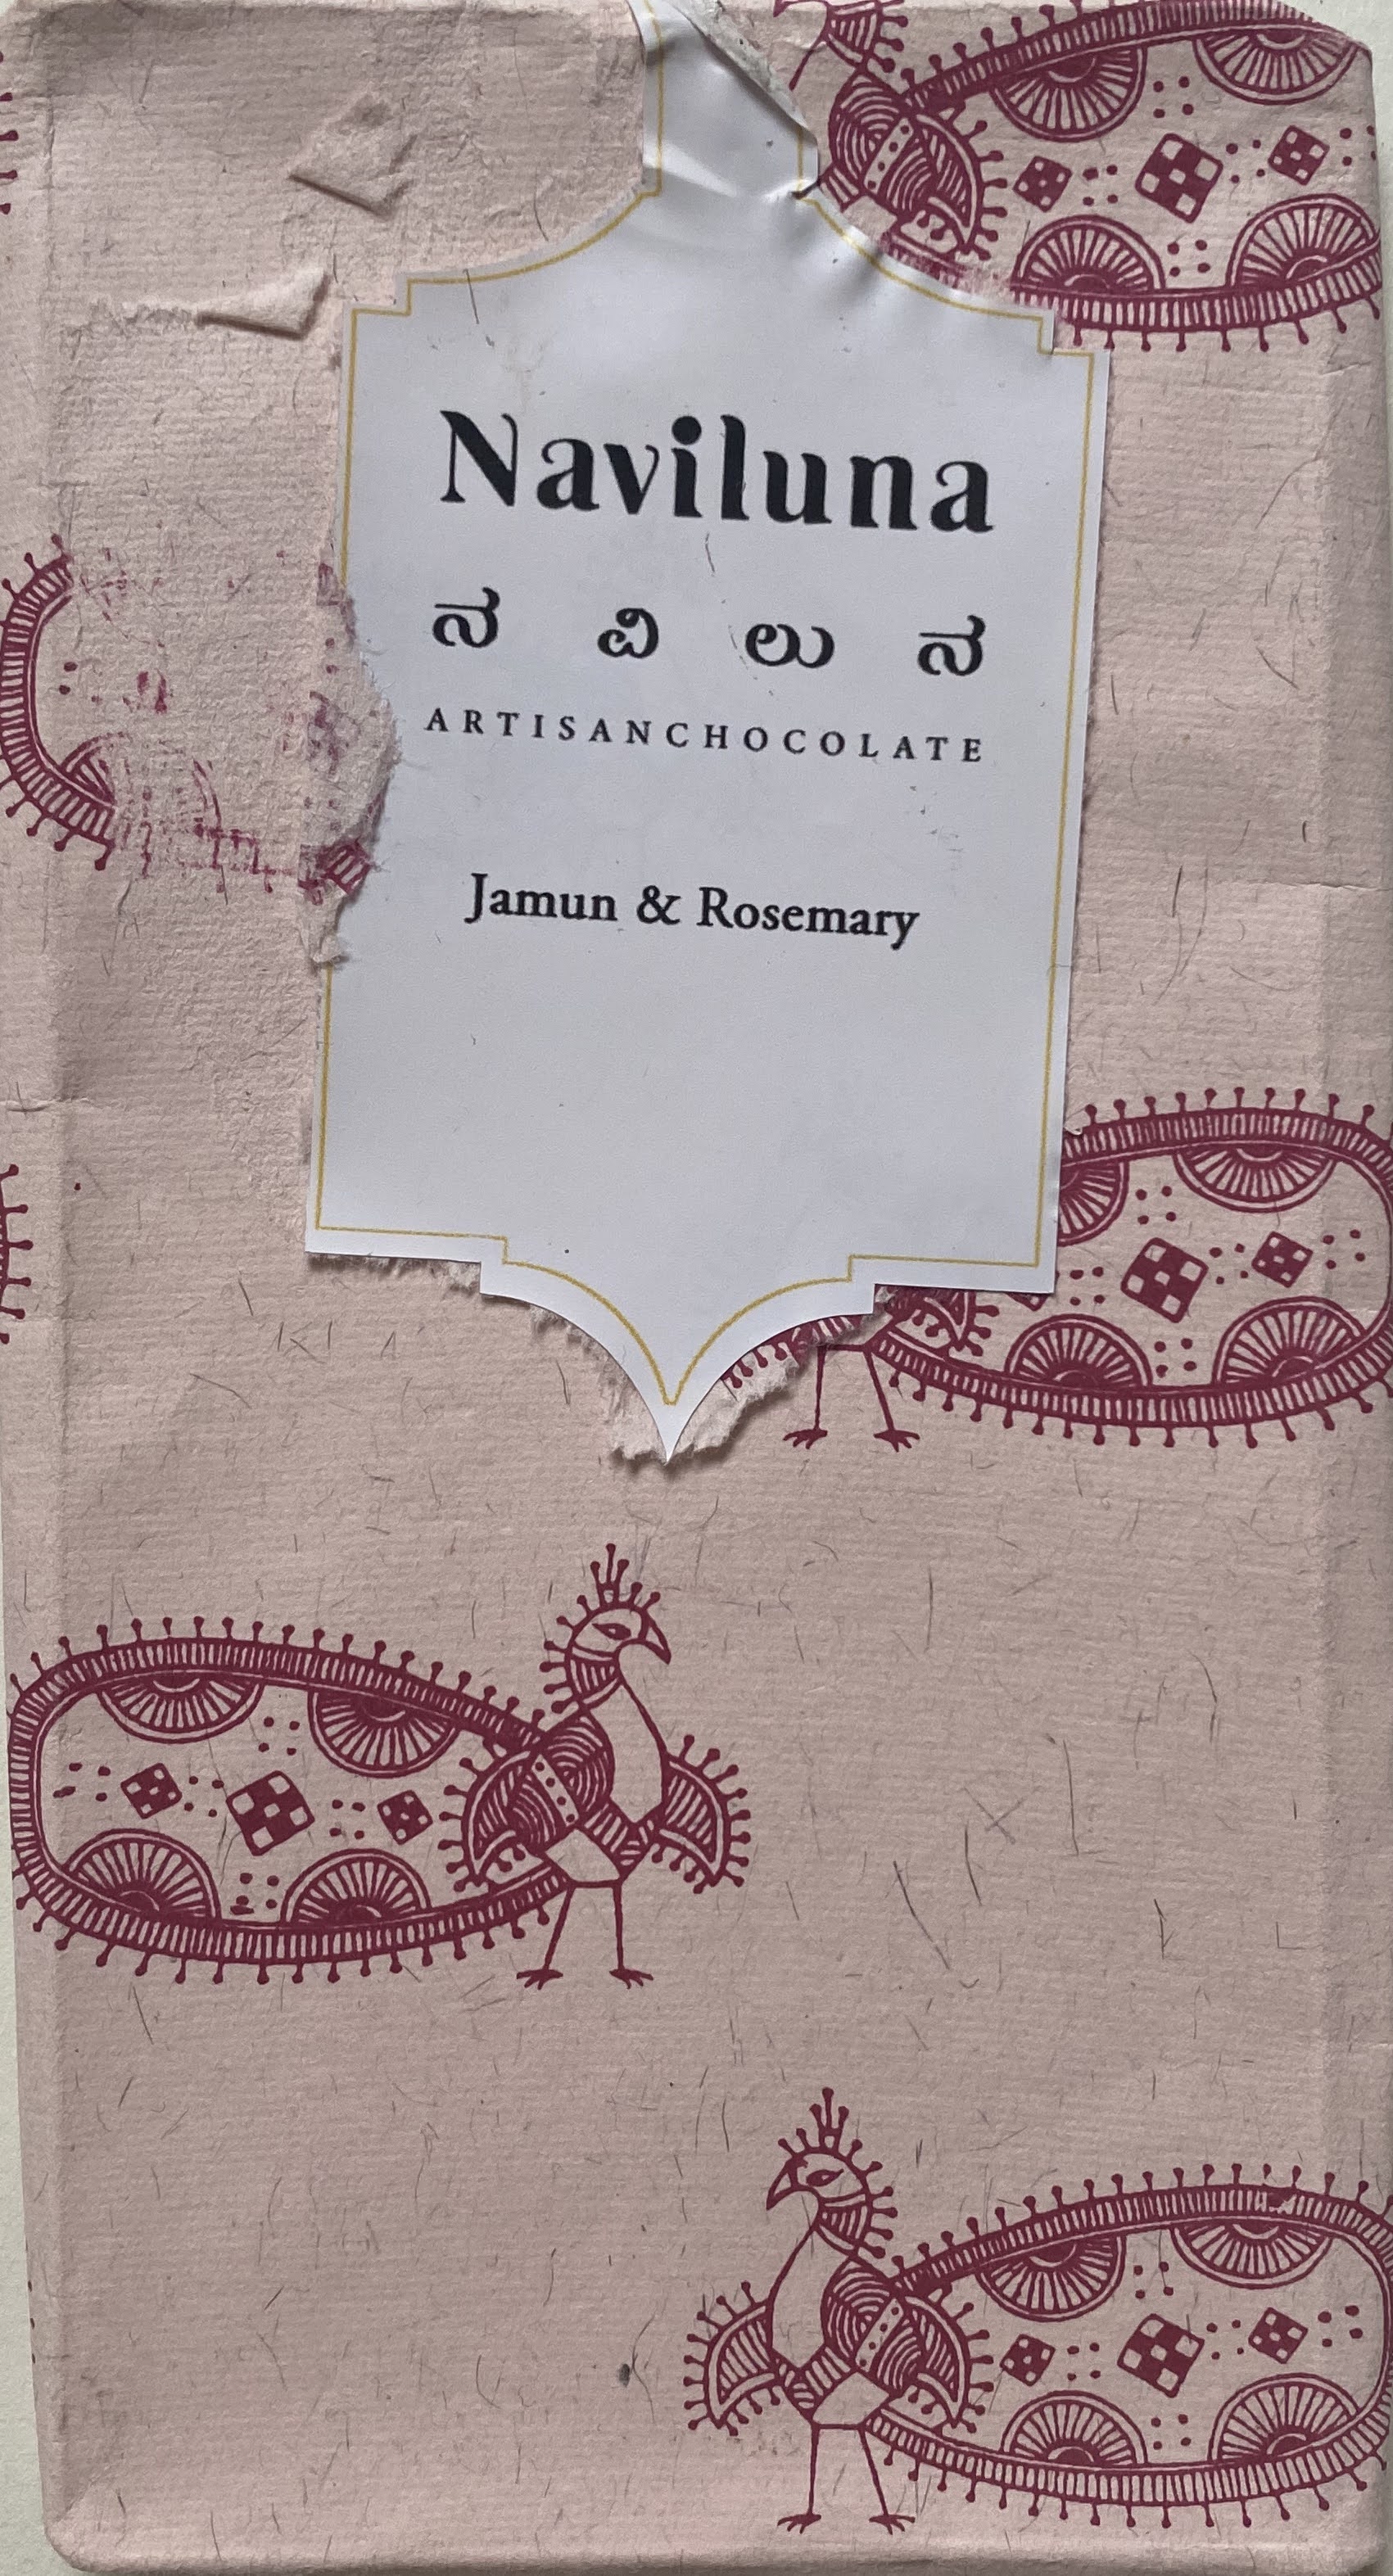 Naviluna
ನ ವಿ ಲು ನ
ARTISANCHOCOLATE
Jamun & Rosemary